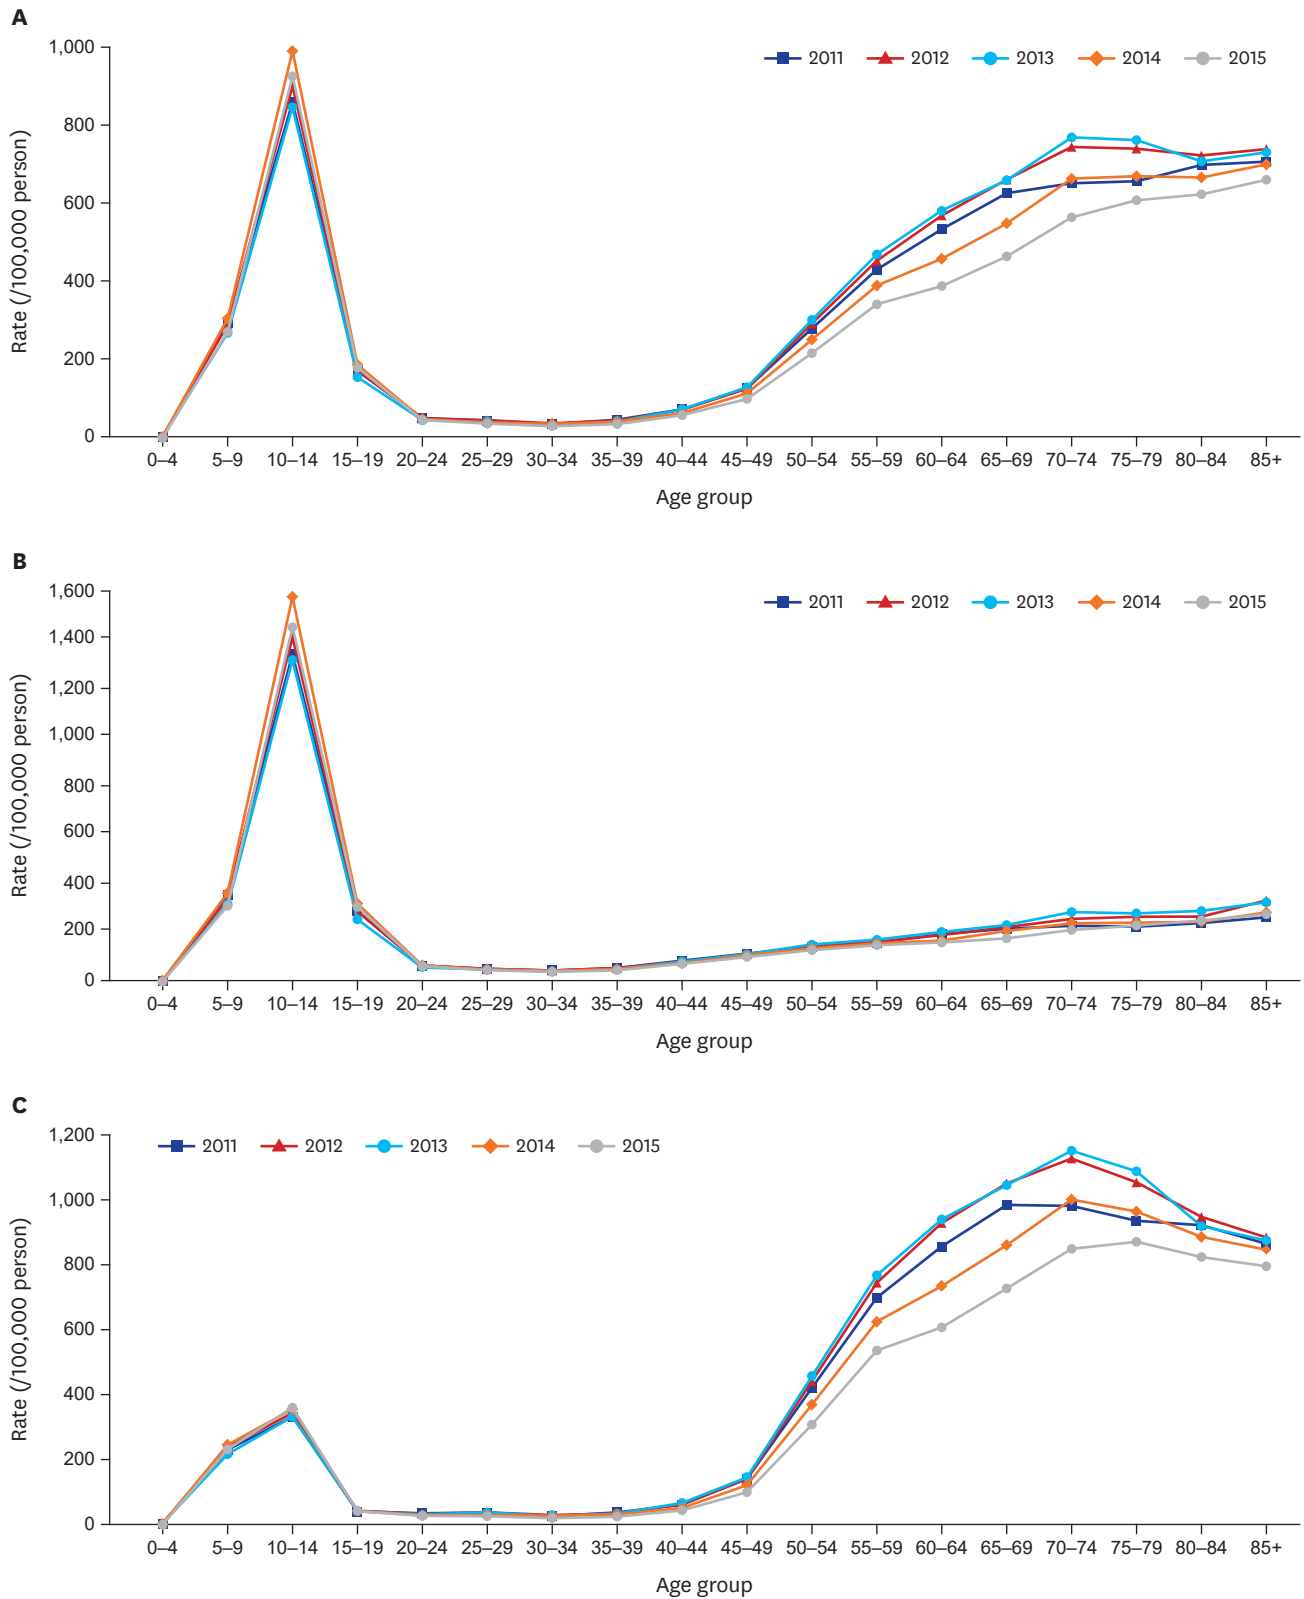 A
1,000
800
600
400
200
0
Rate (/100,000 person)
2011 2012 2013 2014 2015
0–4 5–9 10–14 15–19 20–24 25–29 30–34 35–39 40–44 45–49 50–54 55–59 60–64 65–69 70–74 75–79 80–84 85+
Age group
B
1,600
1,400
1,200
1,000
800
600
400
200
0
Rate (/100,000 person)
2011 2012 2013 2014 2015
0–4 5–9 10–14 15–19 20–24 25–29 30–34 35–39 40–44 45–49 50–54 55–59 60–64 65–69 70–74 75–79 80–84 85+
Age group
C
1,200
1,000
800
600
400
200
0
Rate (/100,000 person)
2011 2012 2013 2014 2015
0–4 5–9 10–14 15–19 20–24 25–29 30–34 35–39 40–44 45–49 50–54 55–59 60–64 65–69 70–74 75–79 80–84 85+
Age group